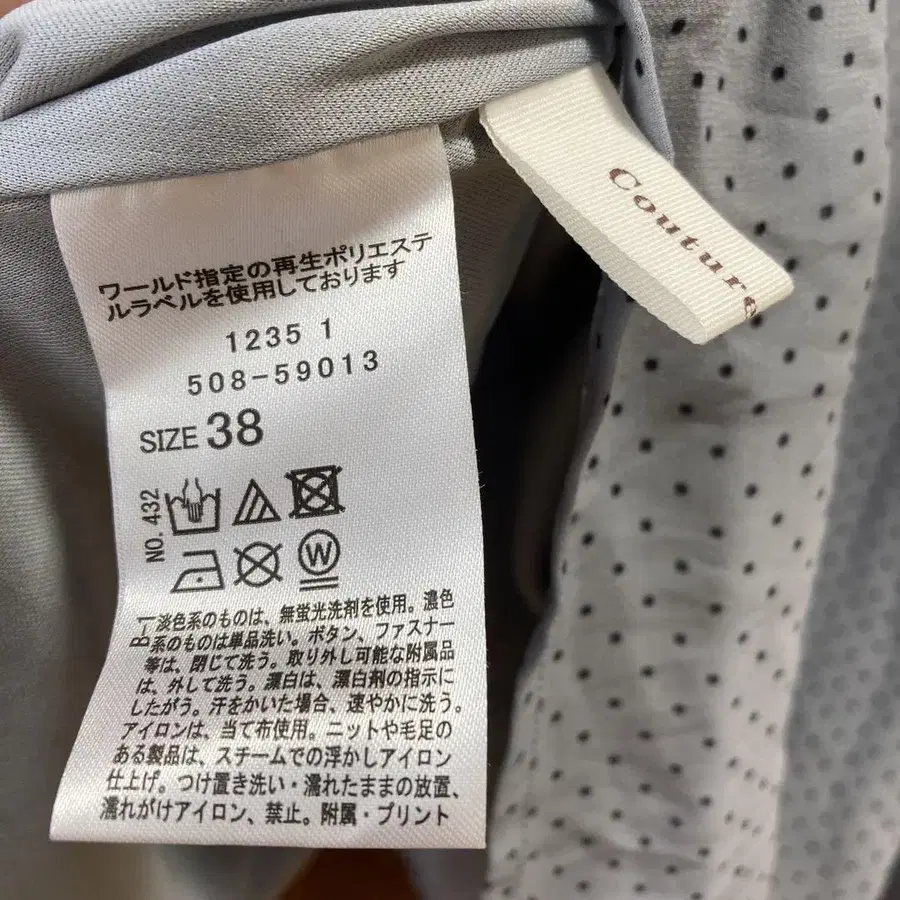 Couture
ワールド指定の再生ポリエステ
ルラベルを使用しております
1235 1
508-59013
SIZE 38
NO. 432
W
B-1
淡色系のものは、無蛍光洗剤を使用。濃色
系のものは単品洗い。ボタン、ファスナー
等は、閉じて洗う。取り外し可能な附属品
は、外して洗う。漂白は、漂白剤の指示に
したがう。汗をかいた場合、速やかに洗う。
アイロンは、当て布使用。ニットや毛足の
ある製品は、スチームでの浮かしアイロン
仕上げ。つけ置き洗い・濡れたままの放置、
濡れがけアイロン、禁止。附属・プリント